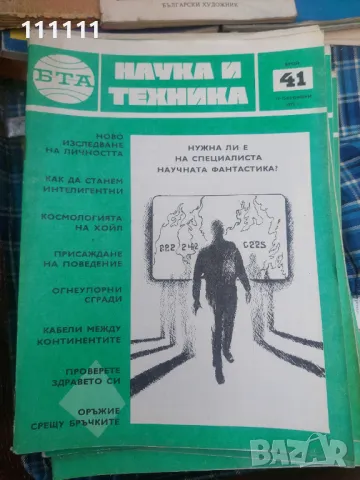 111111
БЪЛГАРСКИ ХУДОЖНИК
БТА
НАУКА И
ТЕХНИКА
41
НОВО
ИЗСЛЕДВАНЕ
НА ЛИЧНОСТТА
КАК ДА СТАНЕМ
ИНТЕЛИГЕНТНИ
КОСМОЛОГИЯТА
НА ХОЙЛ
ПРИСАЖДАНЕ
НА ПОВЕДЕНИЕ
ОГНЕУПОРНИ
СГРАДИ
КАБЕЛИ МЕЖДУ
КОНТИНЕНТИТЕ
ПРОВЕРЕТЕ
ЗДРАВЕТО СИ
ОРЪЖИЕ
СРЕЩУ БРЪЧКИТЕ
НУЖНА ЛИ Е
НА СПЕЦИАЛИСТА
НАУЧНАТА ФАНТАСТИКА?
BAZAR